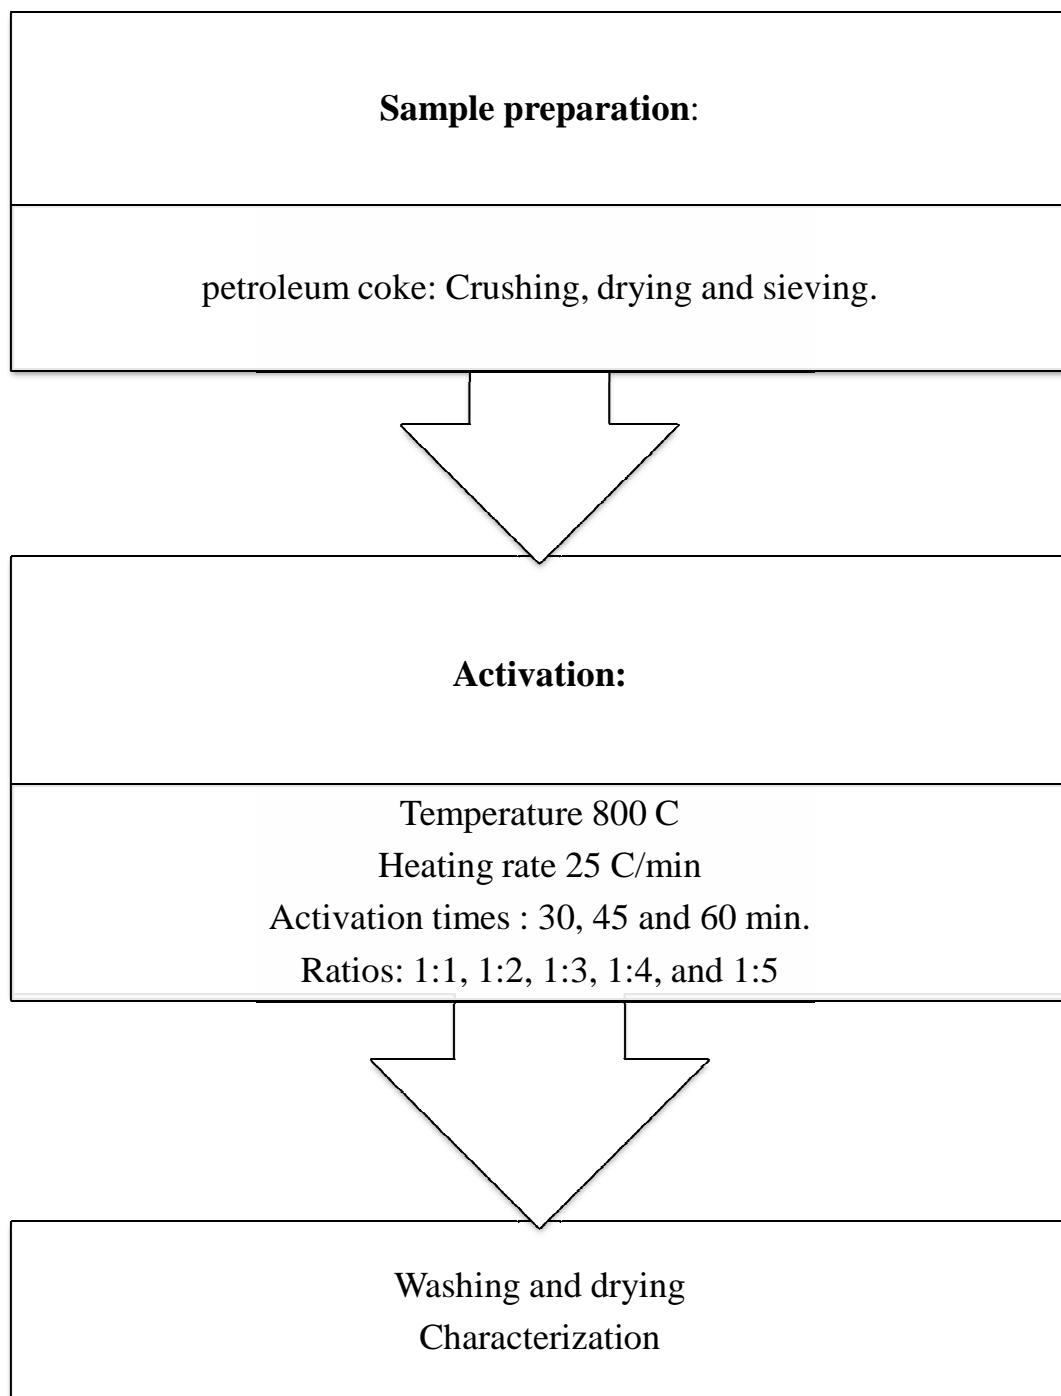 Sample preparation:
petroleum coke: Crushing, drying and sieving.
Activation:
Temperature 800 C
Heating rate 25 C/min
Activation times : 30, 45 and 60 min.
Ratios: 1:1, 1:2, 1:3, 1:4, and 1:5
Washing and drying
Characterization